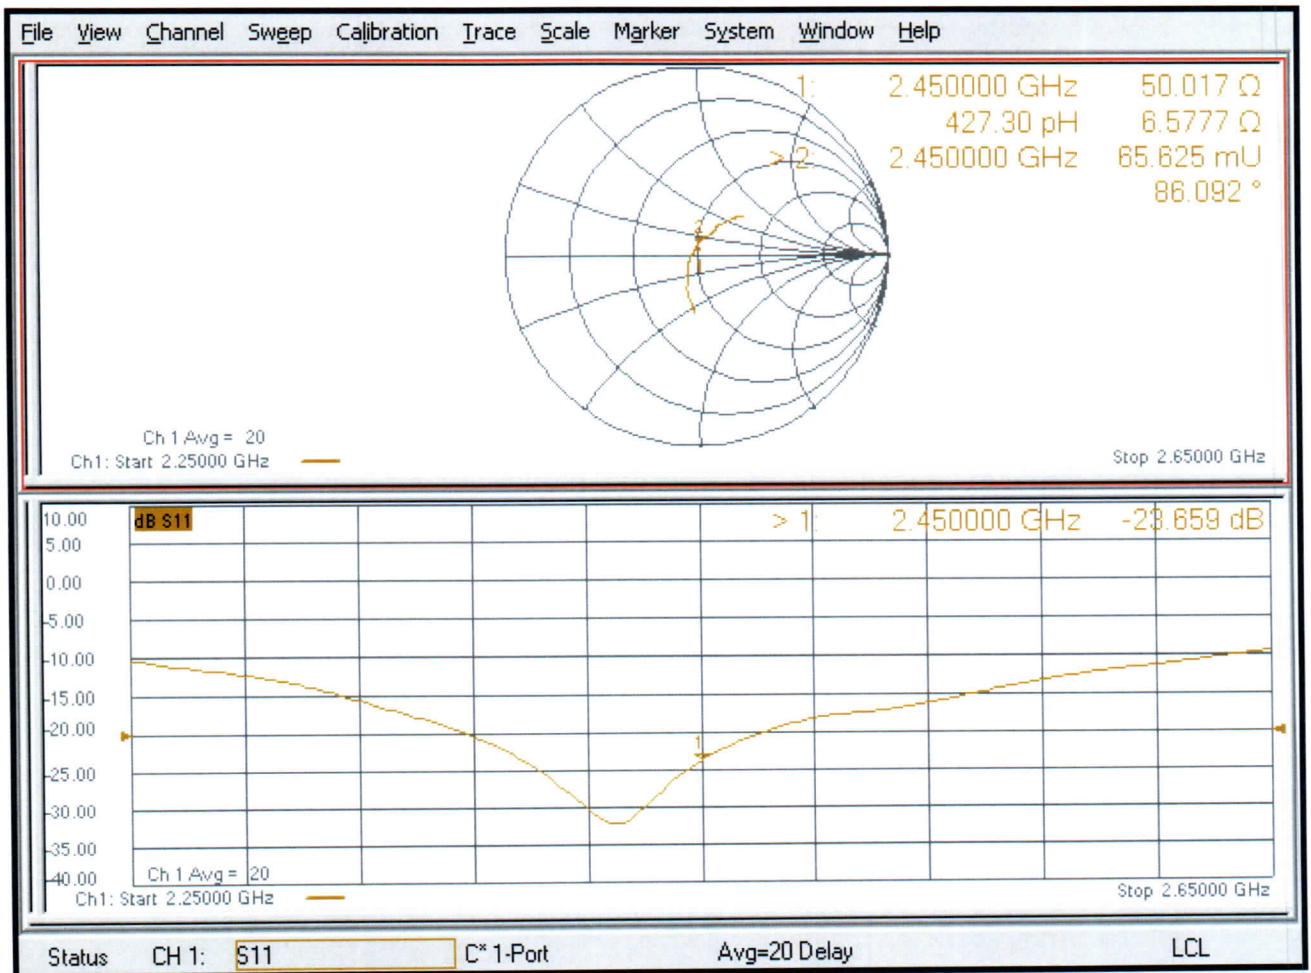 File View Channel Sweep Calibration Trace Scale Marker System Window Help
1: 2.450000 GHz 50.017 Ω
427.30 pH 6.5777 Ω
> 2: 2.450000 GHz 65.625 mU
86.092 °
2
1
Ch 1 Avg = 20
Ch1: Start 2.25000 GHz
Stop 2.65000 GHz
10.00
dB S11
> 1: 2.450000 GHz -23.659 dB
5.00
0.00
-5.00
-10.00
-15.00
-20.00
1
-25.00
-30.00
-35.00
-40.00
Ch 1 Avg = 20
Ch1: Start 2.25000 GHz
Stop 2.65000 GHz
Status CH 1: S11 C* 1-Port Avg=20 Delay LCL